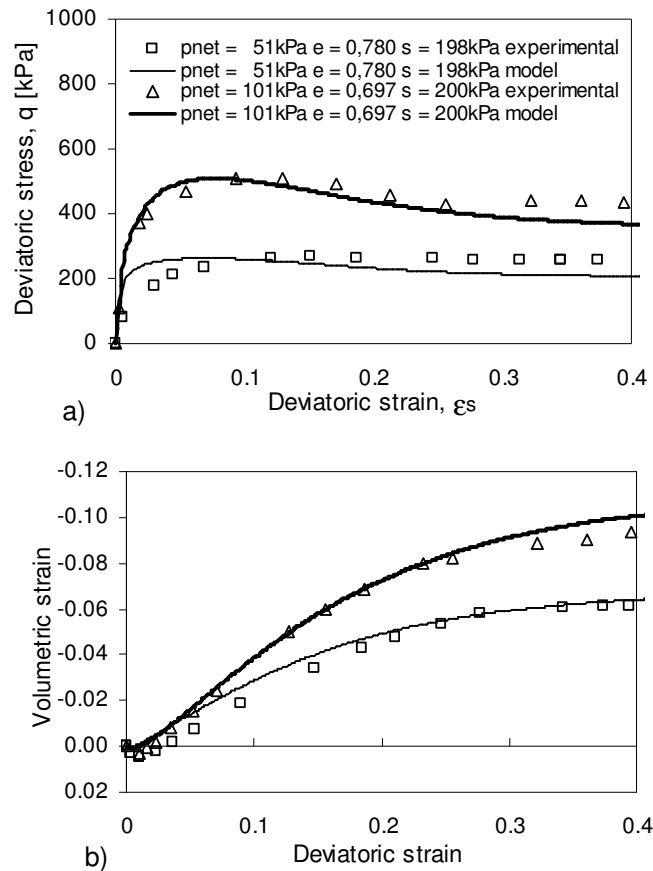 1000
800
600
400
200
0
Deviatoric stress, q [kPa]
pnet = 51kPa e = 0,780 s = 198kPa experimental
pnet = 51kPa e = 0,780 s = 198kPa model
pnet = 101kPa e = 0,697 s = 200kPa experimental
pnet = 101kPa e = 0,697 s = 200kPa model
0 0.1 0.2 0.3 0.4
Deviatoric strain, εs
a)
-0.12
-0.10
-0.08
-0.06
-0.04
-0.02
0.00
0.02
Volumetric strain
0 0.1 0.2 0.3 0.4
Deviatoric strain
b)